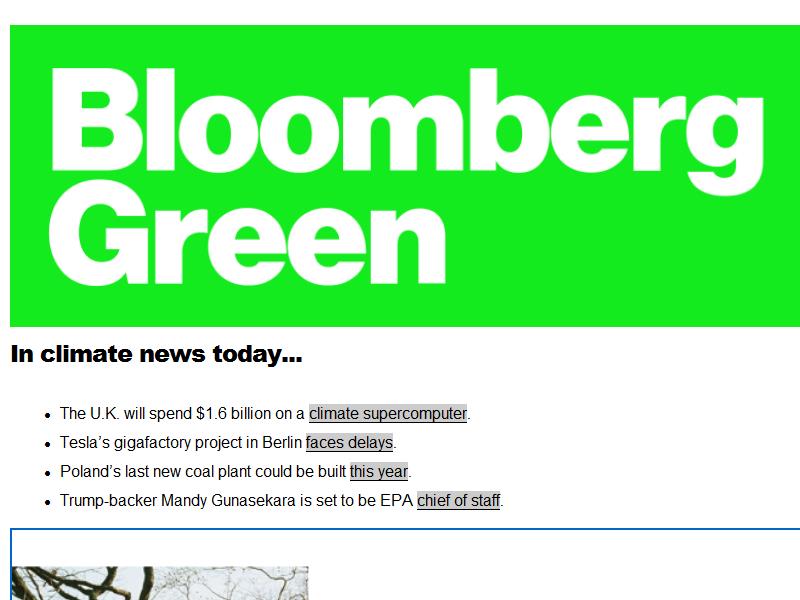 Bloomberg
Green
In climate news today...
• The U.K. will spend $1.6 billion on a climate supercomputer.
• Tesla’s gigafactory project in Berlin faces delays.
• Poland’s last new coal plant could be built this year.
• Trump-backer Mandy Gunasekara is set to be EPA chief of staff.